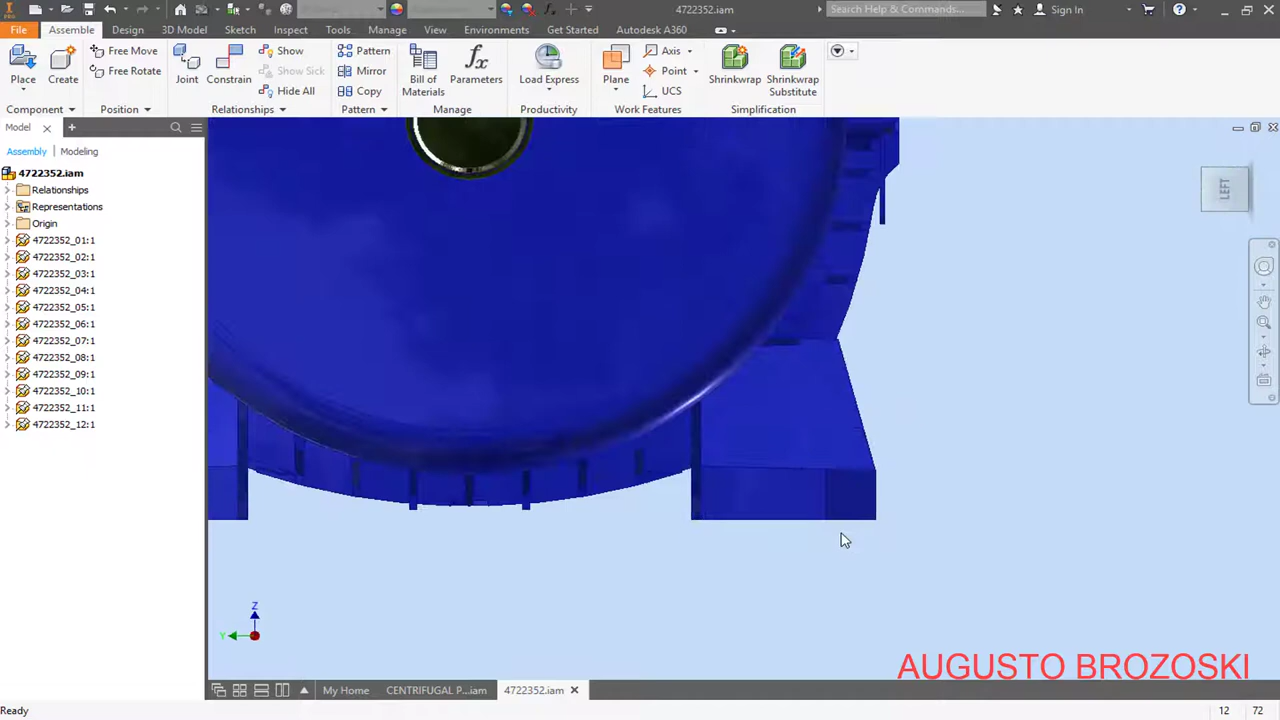 4722352.iam
Search Help & Commands...
Sign In
File Assemble Design 3D Model Sketch Inspect Tools Manage View Environments Get Started Autodesk A360
Place Create Free Move Free Rotate Joint Constrain Show Show Sick Hide All Pattern Mirror Copy Bill of Materials Parameters Load Express Plane Axis Point UCS Shrinkwrap Shrinkwrap Substitute
Component Position Relationships Pattern Manage Productivity Work Features Simplification
Model
Assembly Modeling
4722352.iam
Relationships
Representations
Origin
4722352_01:1
4722352_02:1
4722352_03:1
4722352_04:1
4722352_05:1
4722352_06:1
4722352_07:1
4722352_08:1
4722352_09:1
4722352_10:1
4722352_11:1
4722352_12:1
LEFT
Z
Y
AUGUSTO BROZOSKI
My Home CENTRIFUGAL P...iam 4722352.iam
Ready 12 72